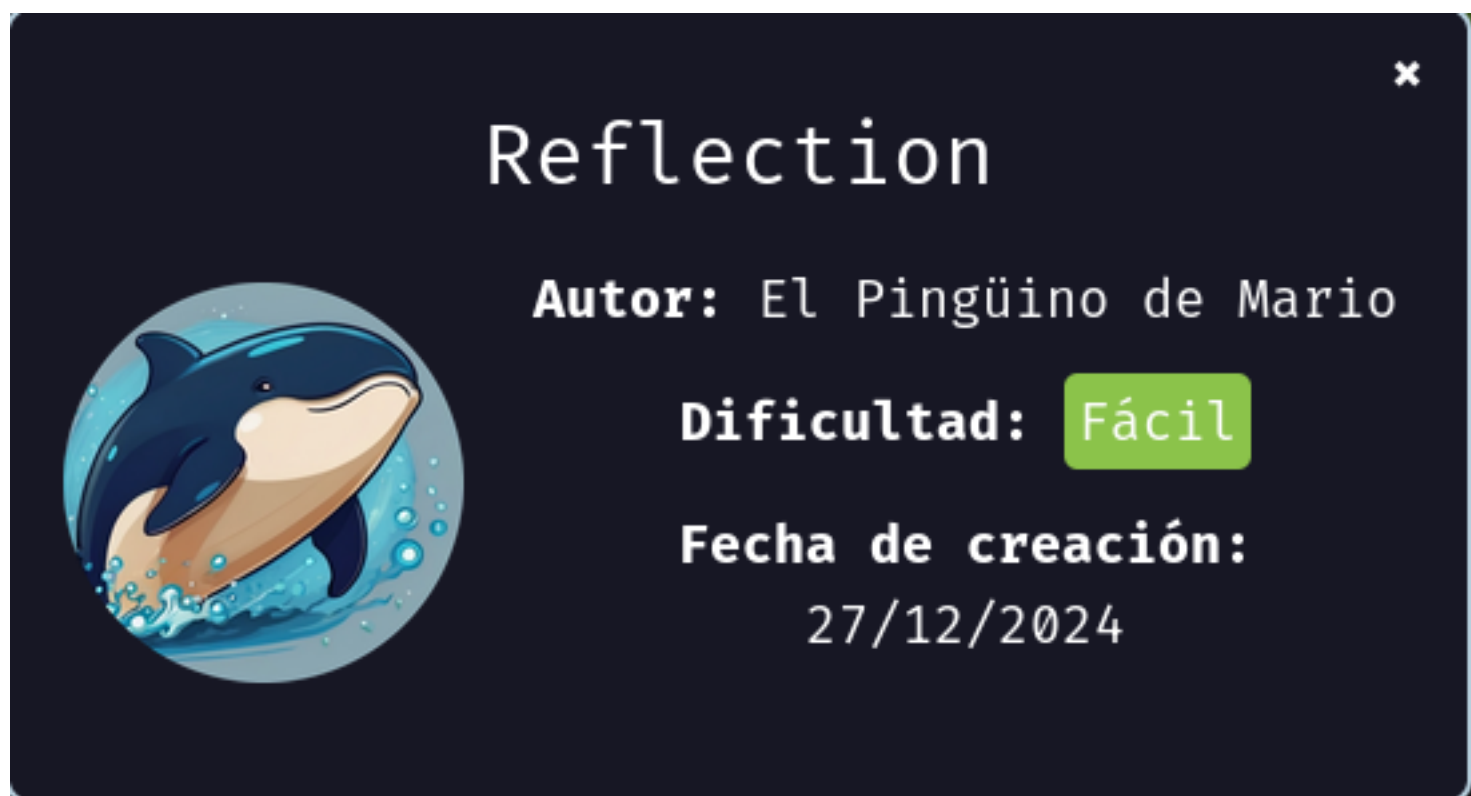 Reflection
Autor: El Pingüino de Mario
Dificultad: Fácil
Fecha de creación:
27/12/2024